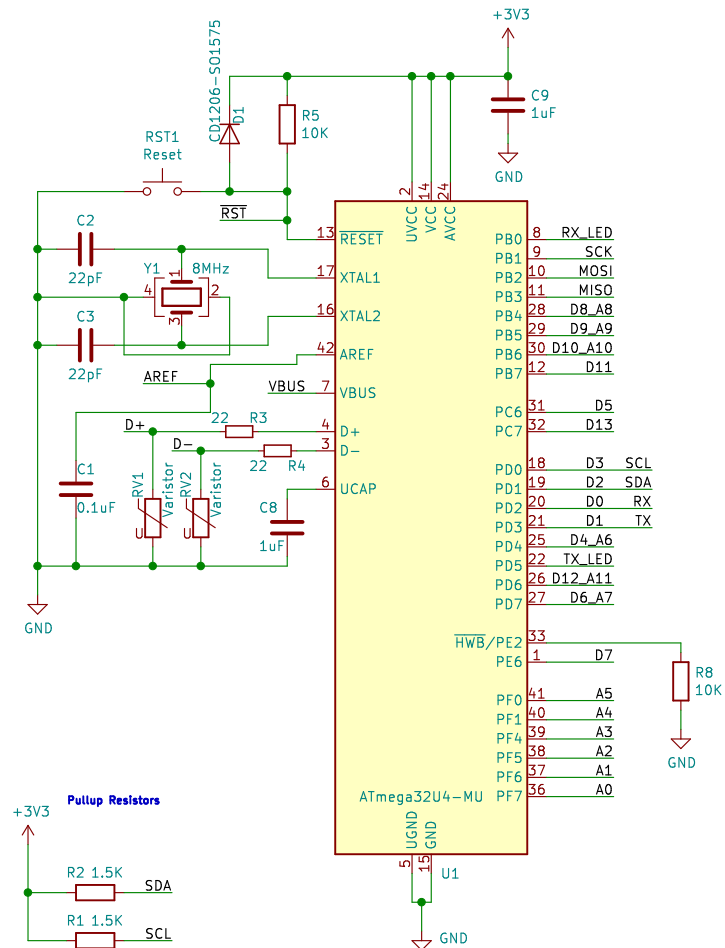 +3V3
CD1206-SO1575
D1
R5
10K
C9
1uF
GND
RST1
Reset
RST
C2
22pF
Y1
8MHz
1
4
2
3
C3
22pF
AREF
VBUS
D+
22
R3
D-
22
R4
RV1
Varistor
U
RV2
Varistor
U
C1
0.1uF
C8
1uF
GND
2
14
24
UVCC
VCC
AVCC
13 RESET
17 XTAL1
16 XTAL2
42 AREF
7 VBUS
4 D+
3 D-
6 UCAP
PB0 8 RX_LED
PB1 9 SCK
PB2 10 MOSI
PB3 11 MISO
PB4 28 D8_A8
PB5 29 D9_A9
PB6 30 D10_A10
PB7 12 D11
PC6 31 D5
PC7 32 D13
PD0 18 D3 SCL
PD1 19 D2 SDA
PD2 20 D0 RX
PD3 21 D1 TX
PD4 25 D4_A6
PD5 22 TX_LED
PD6 26 D12_A11
PD7 27 D6_A7
HWB/PE2 33
PE6 1 D7
R8
10K
GND
PF0 41 A5
PF1 40 A4
PF4 39 A3
PF5 38 A2
PF6 37 A1
PF7 36 A0
ATmega32U4-MU
UGND
GND
5
15
U1
GND
Pullup Resistors
+3V3
R2 1.5K SDA
R1 1.5K SCL